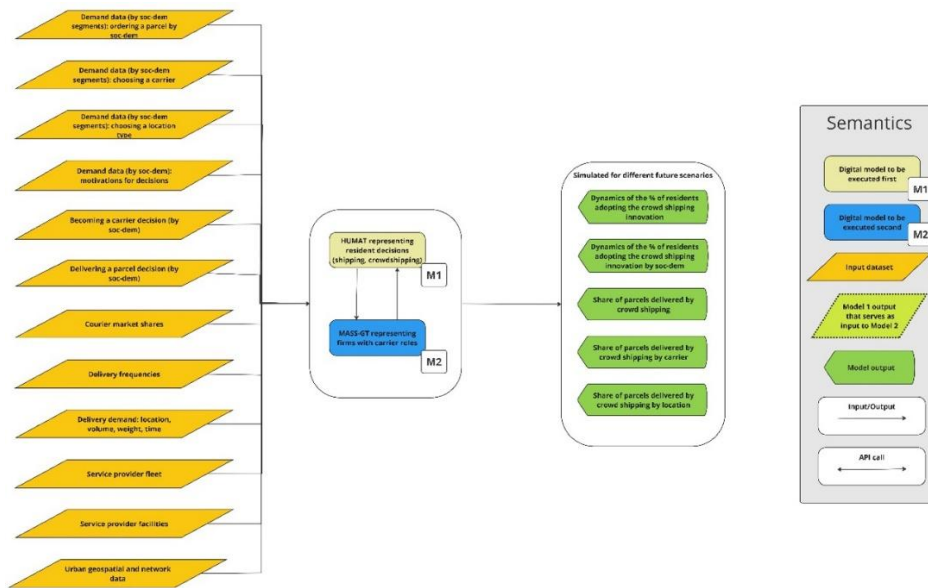 Demand data (by soc-dem
segments): ordering a parcel by
soc-dem
Demand data (by soc-dem
segments): choosing a carrier
Demand data (by soc-dem
segments): choosing a location
type
Demand data (by soc-dem):
motivations for decisions
Becoming a carrier decision (by
soc-dem)
Delivering a parcel decision (by
soc-dem)
Courier market shares
Delivery frequencies
Delivery demand: location,
volume, weight, time
Service provider fleet
Service provider facilities
Urban geospatial and network
data
HUMAT representing
resident decisions
(shipping, crowdshipping)
M1
MASS-GT representing
firms with carrier roles
M2
Simulated for different future scenarios
Dynamics of the % of residents
adopting the crowd shipping
innovation
Dynamics of the % of residents
adopting the crowd shipping
innovation by soc-dem
Share of parcels delivered by
crowd shipping
Share of parcels delivered by
crowd shipping by carrier
Share of parcels delivered by
crowd shipping by location
Semantics
Digital model to be
executed first
M1
Digital model to be
executed second
M2
Input dataset
Model 1 output
that serves as
input to Model 2
Model output
Input/Output
API call